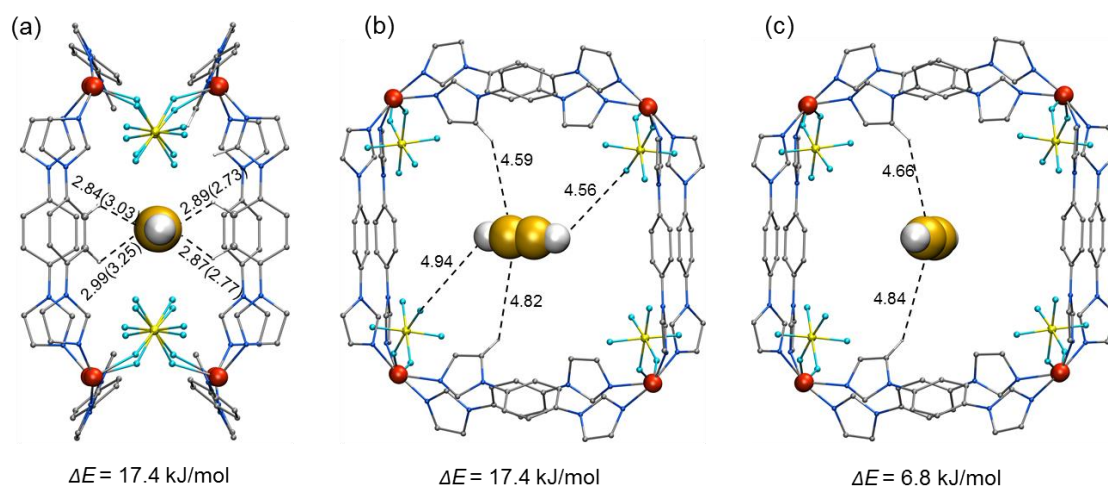 (a)
(b)
(c)
2.84(3.03)
2.89(2.73)
2.99(3.25)
2.87(2.77)
4.59
4.56
4.94
4.82
4.66
4.84
ΔE = 17.4 kJ/mol
ΔE = 17.4 kJ/mol
ΔE = 6.8 kJ/mol